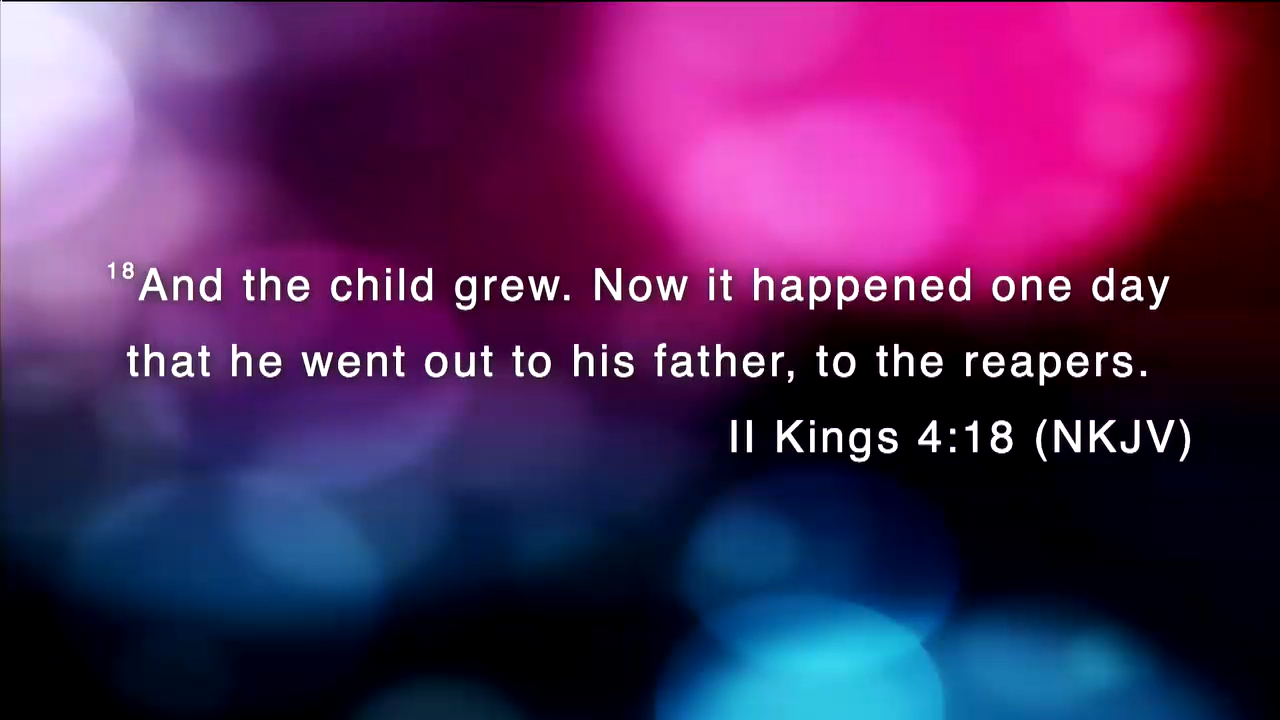 ¹⁸And the child grew. Now it happened one day
that he went out to his father, to the reapers.
II Kings 4:18 (NKJV)